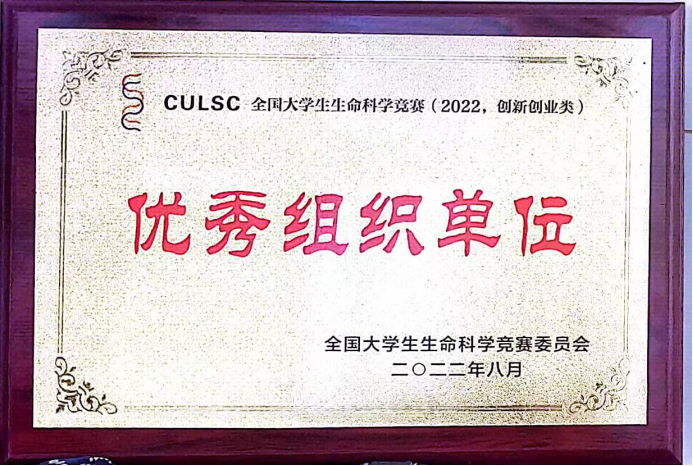 CULSC 全国大学生生命科学竞赛（2022，创新创业类）
优秀组织单位
全国大学生生命科学竞赛委员会
二〇二二年八月